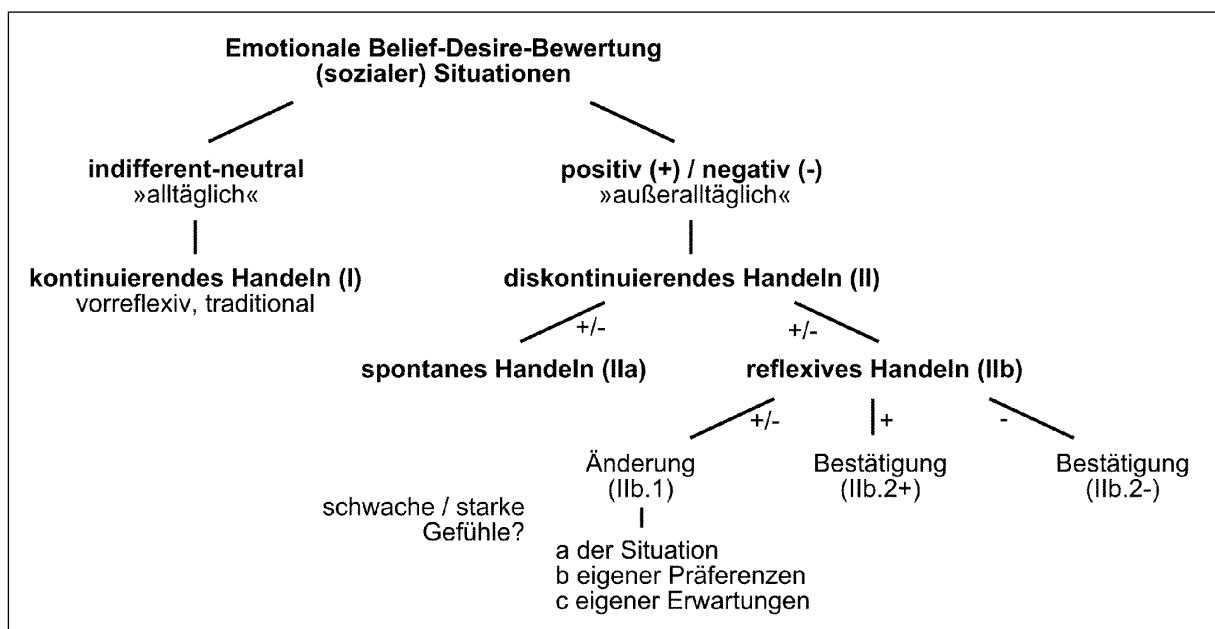 Emotionale Belief-Desire-Bewertung
(sozialer) Situationen
indifferent-neutral
»alltäglich«
positiv (+) / negativ (-)
»außeralltäglich«
kontinuierendes Handeln (I)
vorreflexiv, traditional
diskontinuierendes Handeln (II)
+/-
+/-
spontanes Handeln (IIa)
reflexives Handeln (IIb)
+/-
+
-
Änderung
(IIb.1)
Bestätigung
(IIb.2+)
Bestätigung
(IIb.2-)
schwache / starke
Gefühle?
a der Situation
b eigener Präferenzen
c eigener Erwartungen